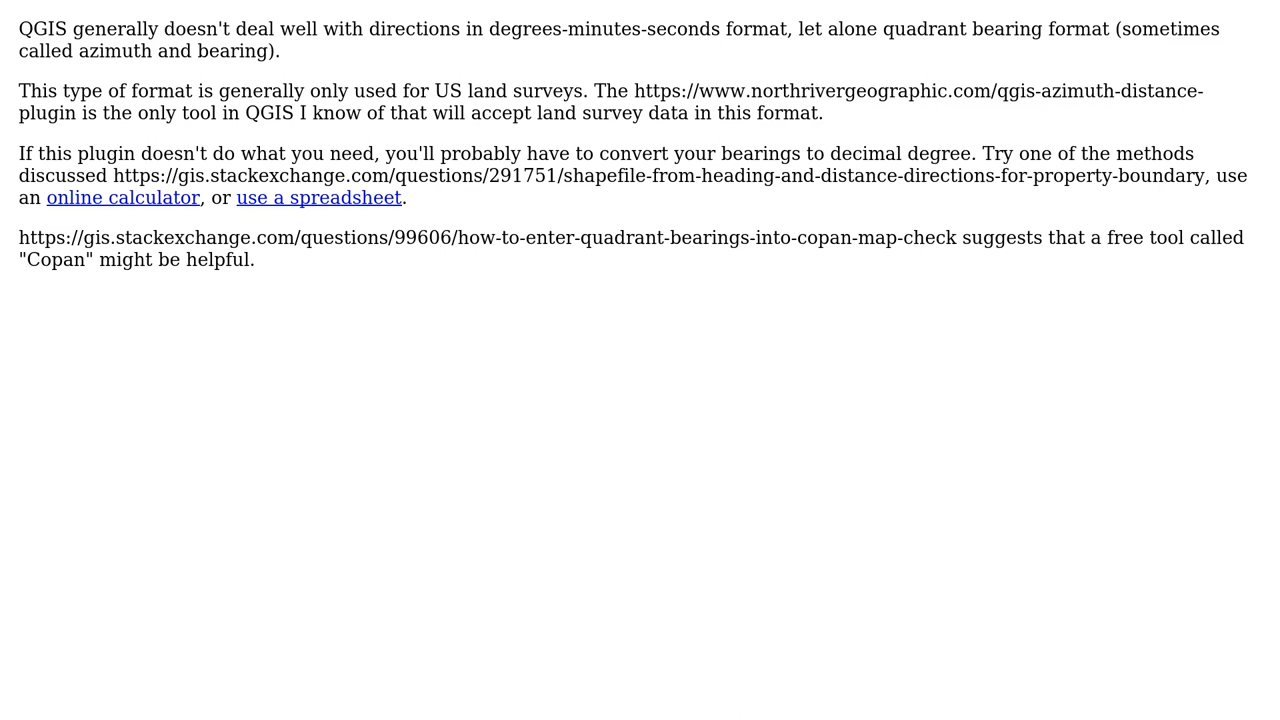 QGIS generally doesn't deal well with directions in degrees-minutes-seconds format, let alone quadrant bearing format (sometimes
called azimuth and bearing).
This type of format is generally only used for US land surveys. The https://www.northrivergeographic.com/qgis-azimuth-distance-
plugin is the only tool in QGIS I know of that will accept land survey data in this format.
If this plugin doesn't do what you need, you'll probably have to convert your bearings to decimal degree. Try one of the methods
discussed https://gis.stackexchange.com/questions/291751/shapefile-from-heading-and-distance-directions-for-property-boundary, use
an online calculator, or use a spreadsheet.
https://gis.stackexchange.com/questions/99606/how-to-enter-quadrant-bearings-into-copan-map-check suggests that a free tool called
"Copan" might be helpful.